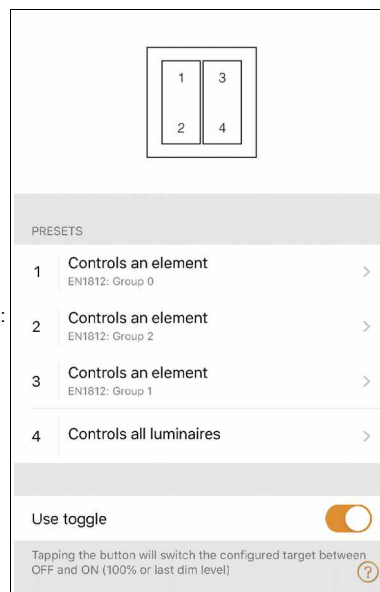 1 3
2 4
PRESETS
1 Controls an element
EN1812: Group 0
:
2 Controls an element
EN1812: Group 2
3 Controls an element
EN1812: Group 1
4 Controls all luminaires
Use toggle
Tapping the button will switch the configured target between
OFF and ON (100% or last dim level)
?